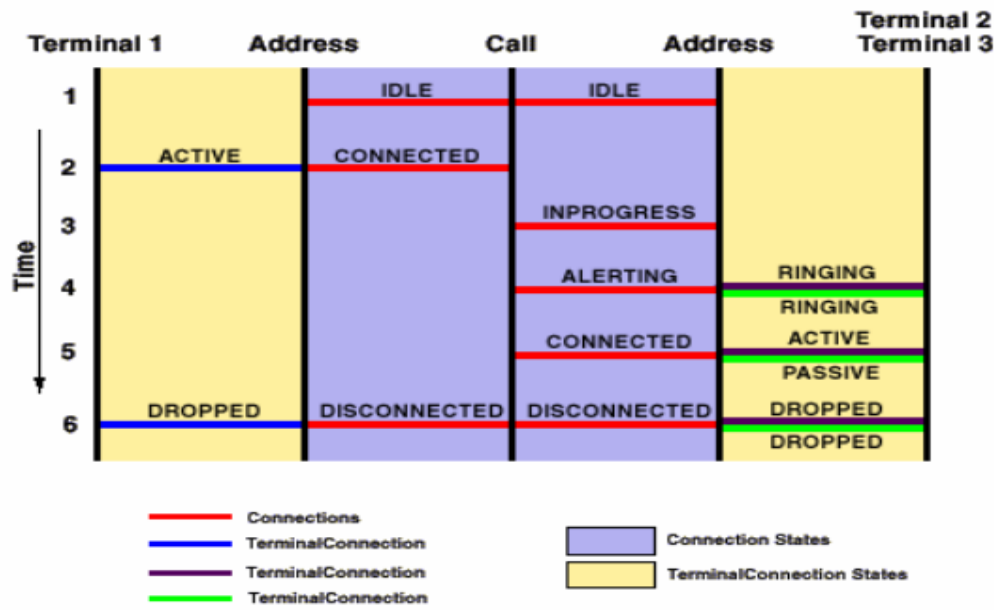 Terminal 2
Terminal 1 Address Call Address Terminal 3
1 IDLE IDLE
2 ACTIVE CONNECTED
INPROGRESS
3
Time
4 ALERTING RINGING
RINGING
5 CONNECTED ACTIVE
PASSIVE
6 DROPPED DISCONNECTED DISCONNECTED DROPPED
DROPPED
Connections
TerminalConnection
TerminalConnection
TerminalConnection
Connection States
TerminalConnection States